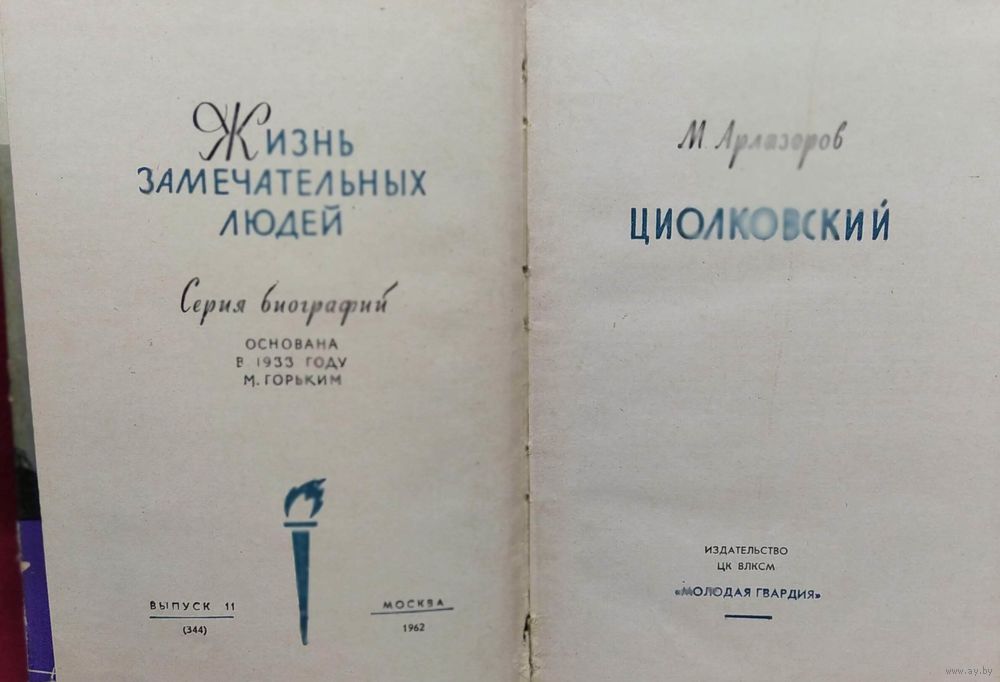 Жизнь
ЗАМЕЧАТЕЛЬНЫХ
ЛЮДЕЙ
Серия биографий
ОСНОВАНА
В 1933 ГОДУ
М. ГОРЬКИМ
ВЫПУСК 11
(344)
МОСКВА
1962
М. Арлазоров
ЦИОЛКОВСКИЙ
ИЗДАТЕЛЬСТВО
ЦК ВЛКСМ
«МОЛОДАЯ ГВАРДИЯ»
www.ay.by